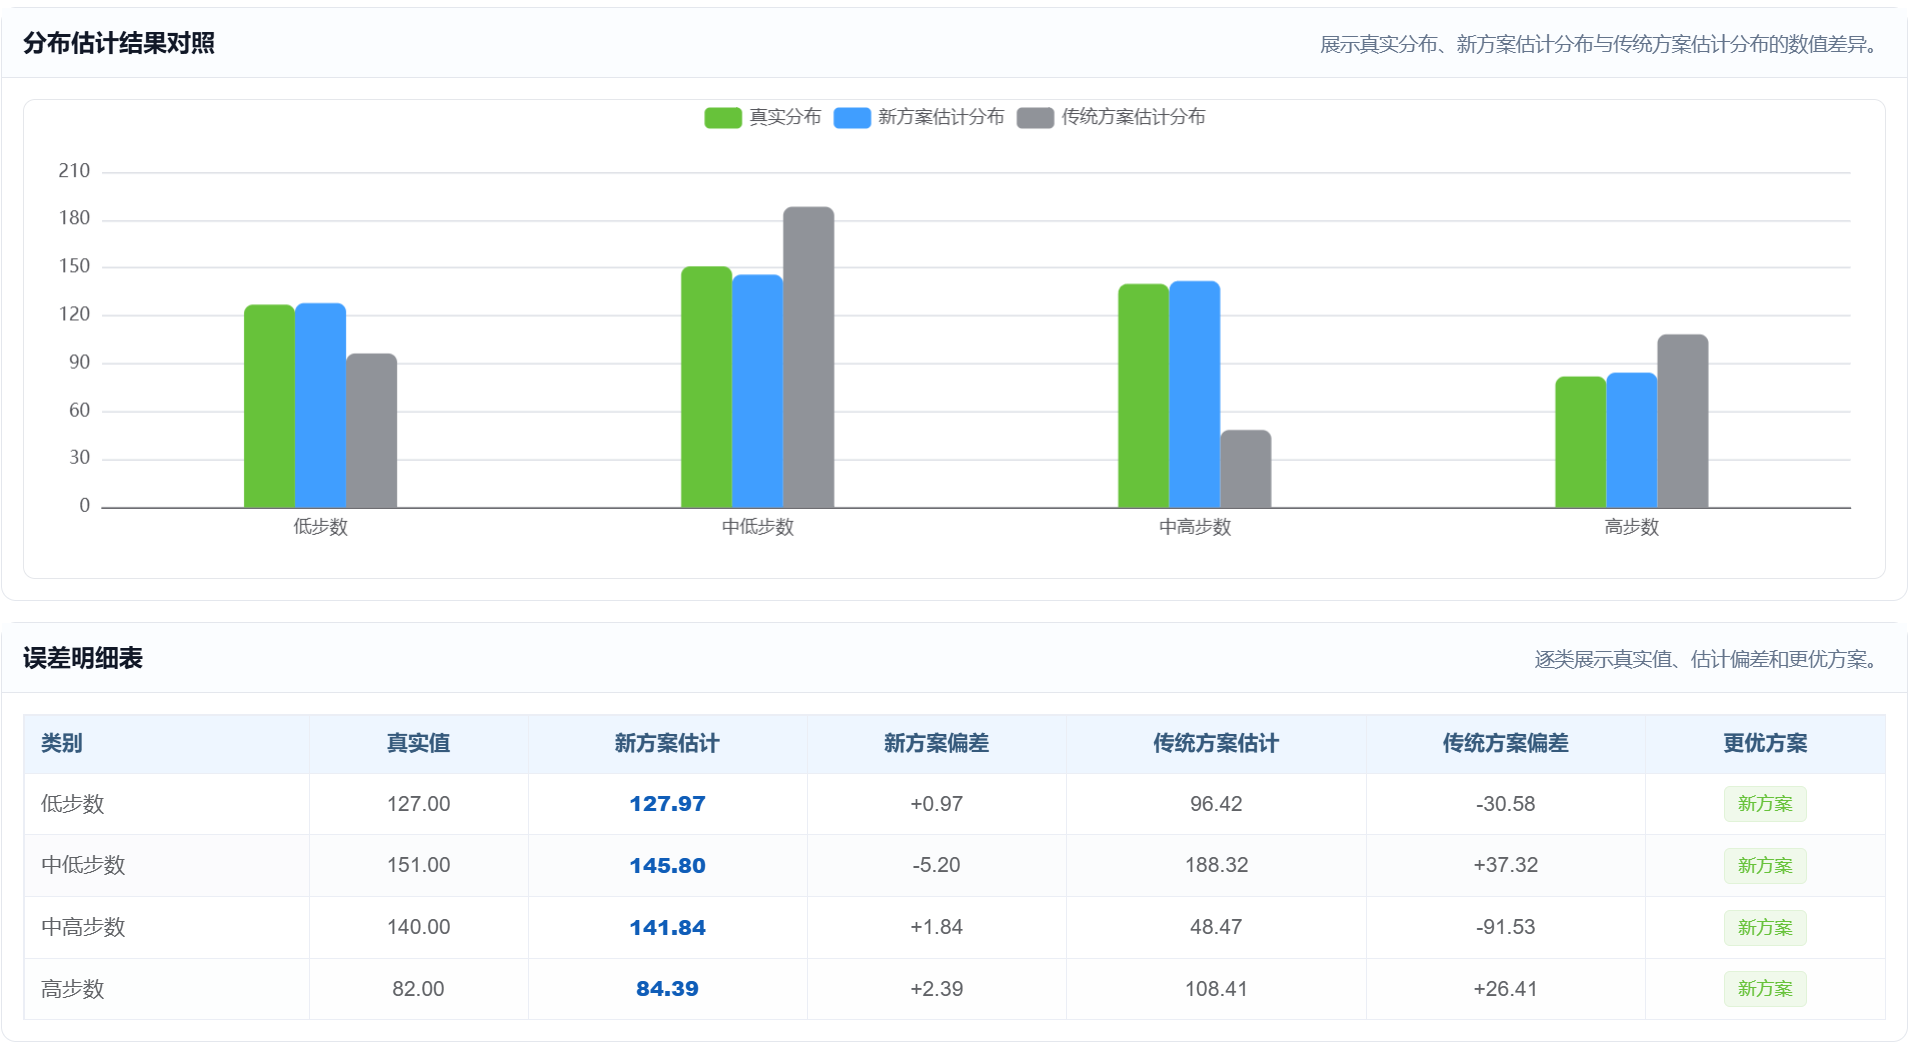 分布估计结果对照
展示真实分布、新方案估计分布与传统方案估计分布的数值差异。
真实分布 新方案估计分布 传统方案估计分布
210
180
150
120
90
60
30
0
低步数 中低步数 中高步数 高步数
误差明细表
逐类展示真实值、估计偏差和更优方案。
类别 真实值 新方案估计 新方案偏差 传统方案估计 传统方案偏差 更优方案
低步数 127.00 127.97 +0.97 96.42 -30.58 新方案
中低步数 151.00 145.80 -5.20 188.32 +37.32 新方案
中高步数 140.00 141.84 +1.84 48.47 -91.53 新方案
高步数 82.00 84.39 +2.39 108.41 +26.41 新方案